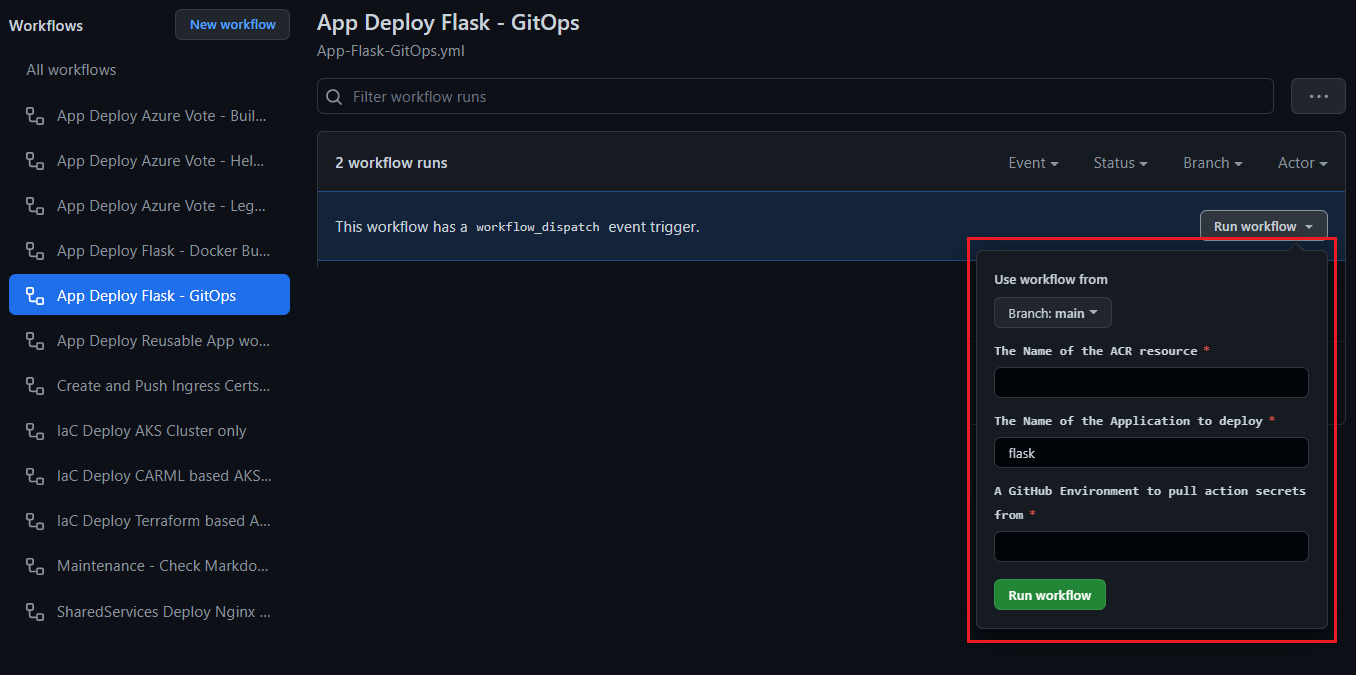 Workflows
New workflow
All workflows
App Deploy Azure Vote - Buil...
App Deploy Azure Vote - Hel...
App Deploy Azure Vote - Leg...
App Deploy Flask - Docker Bu...
App Deploy Flask - GitOps
App Deploy Reusable App wo...
Create and Push Ingress Certs...
IaC Deploy AKS Cluster only
IaC Deploy CARML based AKS...
IaC Deploy Terraform based A...
Maintenance - Check Markdo...
SharedServices Deploy Nginx ...
App Deploy Flask - GitOps
App-Flask-GitOps.yml
Filter workflow runs
2 workflow runs
Event
Status
Branch
Actor
This workflow has a workflow_dispatch event trigger.
Run workflow
Use workflow from
Branch: main
The Name of the ACR resource *
The Name of the Application to deploy *
flask
A GitHub Environment to pull action secrets
from *
Run workflow